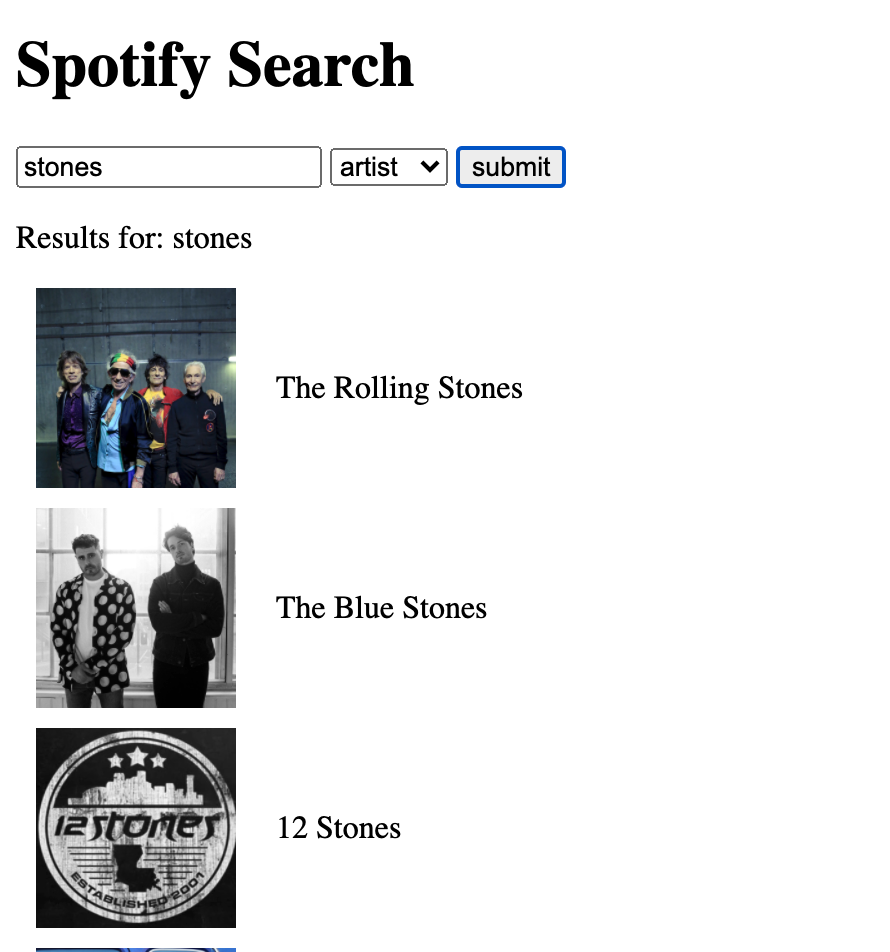 Spotify Search
stones artist submit
Results for: stones
The Rolling Stones
The Blue Stones
12 stones
ESTABLISHED 2001
12 Stones